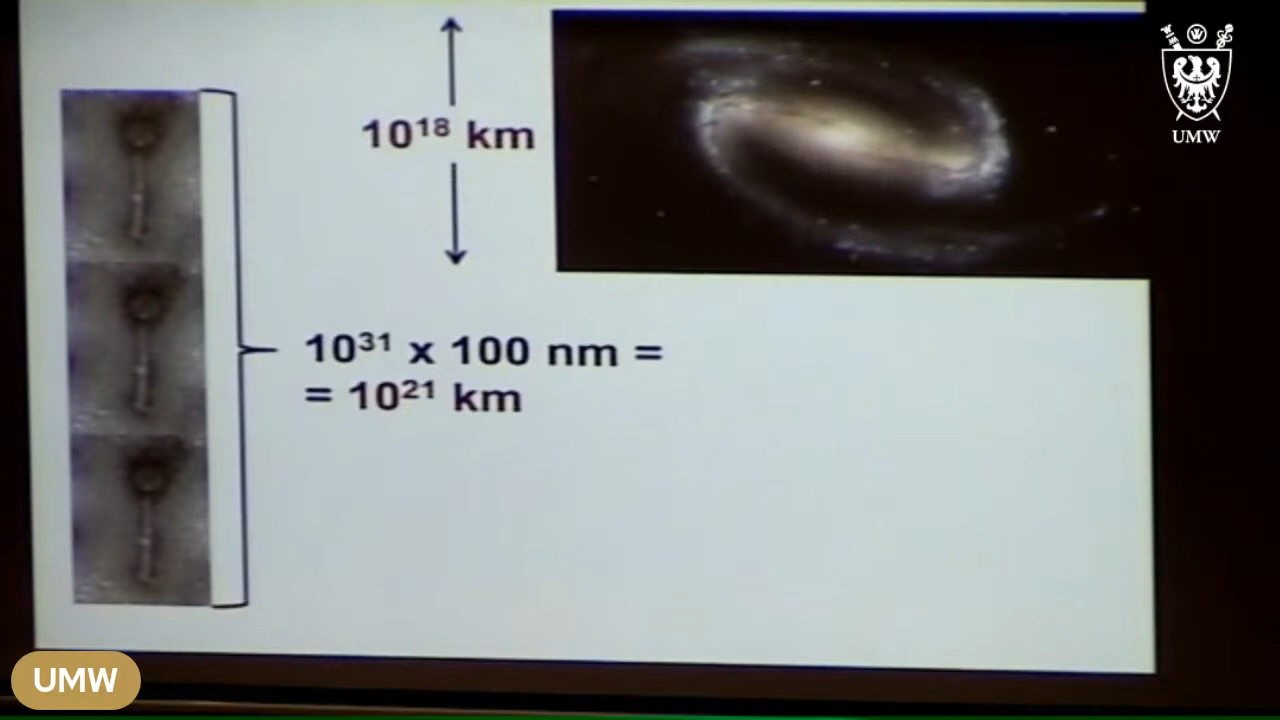 10¹⁸ km
10³¹ x 100 nm =
= 10²¹ km
W
UMW
UMW